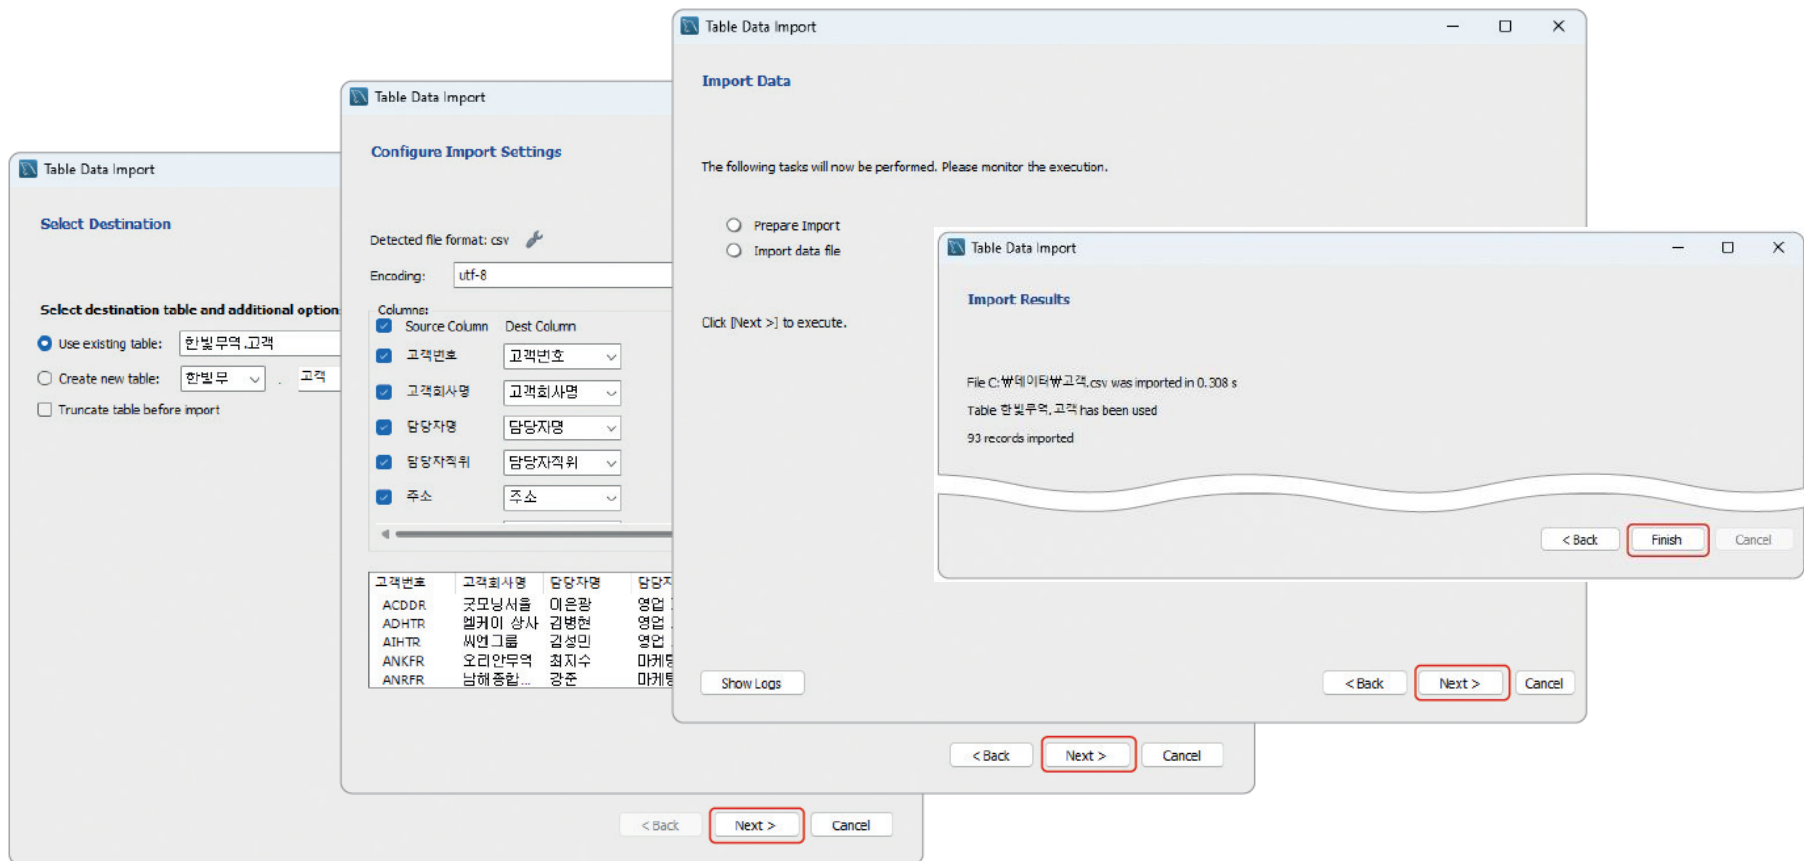 Table Data Import
Select Destination
Select destination table and additional option
Use existing table: 한빛무역.고객
Create new table: 한빛무 . 고객
Truncate table before import
< Back Next > Cancel
Table Data Import
Configure Import Settings
Detected file format: csv
Encoding: utf-8
Columns:
Source Column Dest Column
고객번호 고객번호
고객회사명 고객회사명
담당자명 담당자명
담당자직위 담당자직위
주소 주소
고객번호 고객회사명 담당자명 담당자
ACDDR 굿모닝서울 이은광 영업
ADHTR 엘케이 상사 김병현 영업
AIHTR 씨엔그룹 김성민 영업
ANKFR 오리안무역 최지수 마케팅
ANRFR 남해종합... 강준 마케팅
< Back Next > Cancel
Table Data Import
Import Data
The following tasks will now be performed. Please monitor the execution.
Prepare Import
Import data file
Click [Next >] to execute.
Show Logs < Back Next > Cancel
Table Data Import
Import Results
File C:₩데이터₩고객.csv was imported in 0.308 s
Table 한빛무역.고객 has been used
93 records imported
< Back Finish Cancel